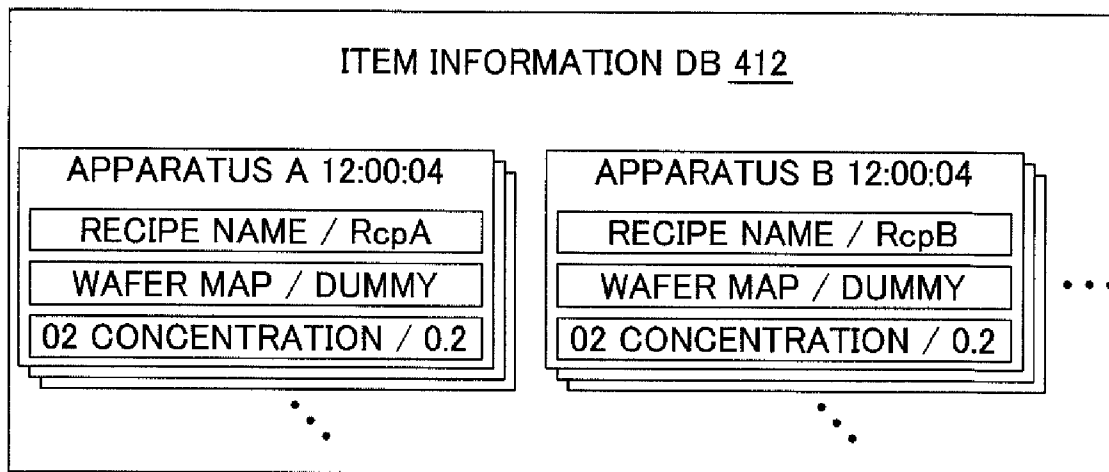 ITEM INFORMATION DB 412
APPARATUS A 12:00:04
RECIPE NAME / RcpA
WAFER MAP / DUMMY
02 CONCENTRATION / 0.2
APPARATUS B 12:00:04
RECIPE NAME / RcpB
WAFER MAP / DUMMY
02 CONCENTRATION / 0.2